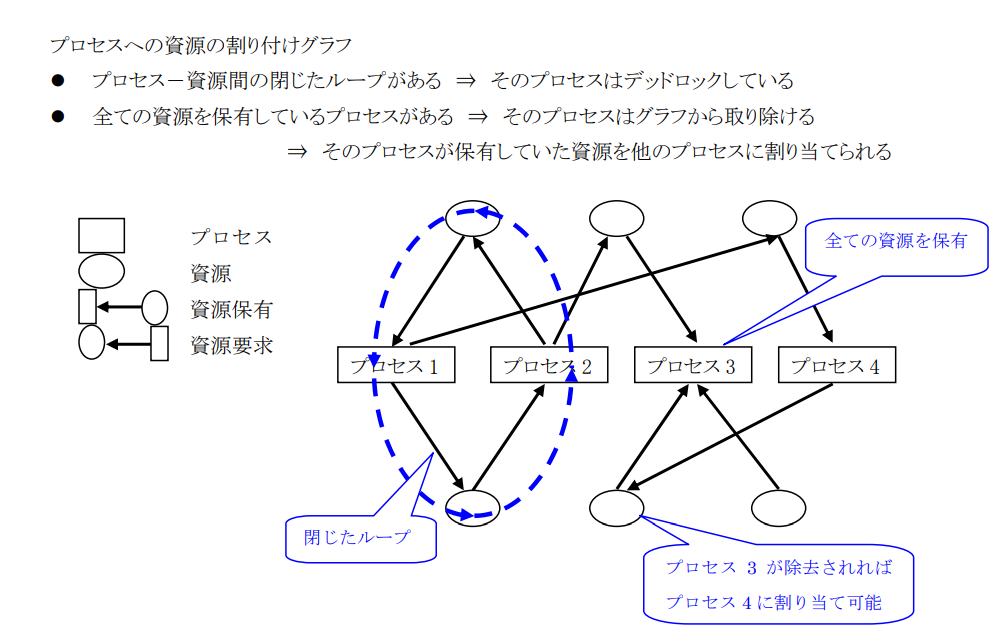 プロセスへの資源の割り付けグラフ
● プロセス－資源間の閉じたループがある ⇒ そのプロセスはデッドロックしている
● 全ての資源を保有しているプロセスがある ⇒ そのプロセスはグラフから取り除ける
⇒ そのプロセスが保有していた資源を他のプロセスに割り当てられる
プロセス
資源
資源保有
資源要求
全ての資源を保有
プロセス1
プロセス2
プロセス3
プロセス4
閉じたループ
プロセス 3 が除去されれば
プロセス4に割り当て可能